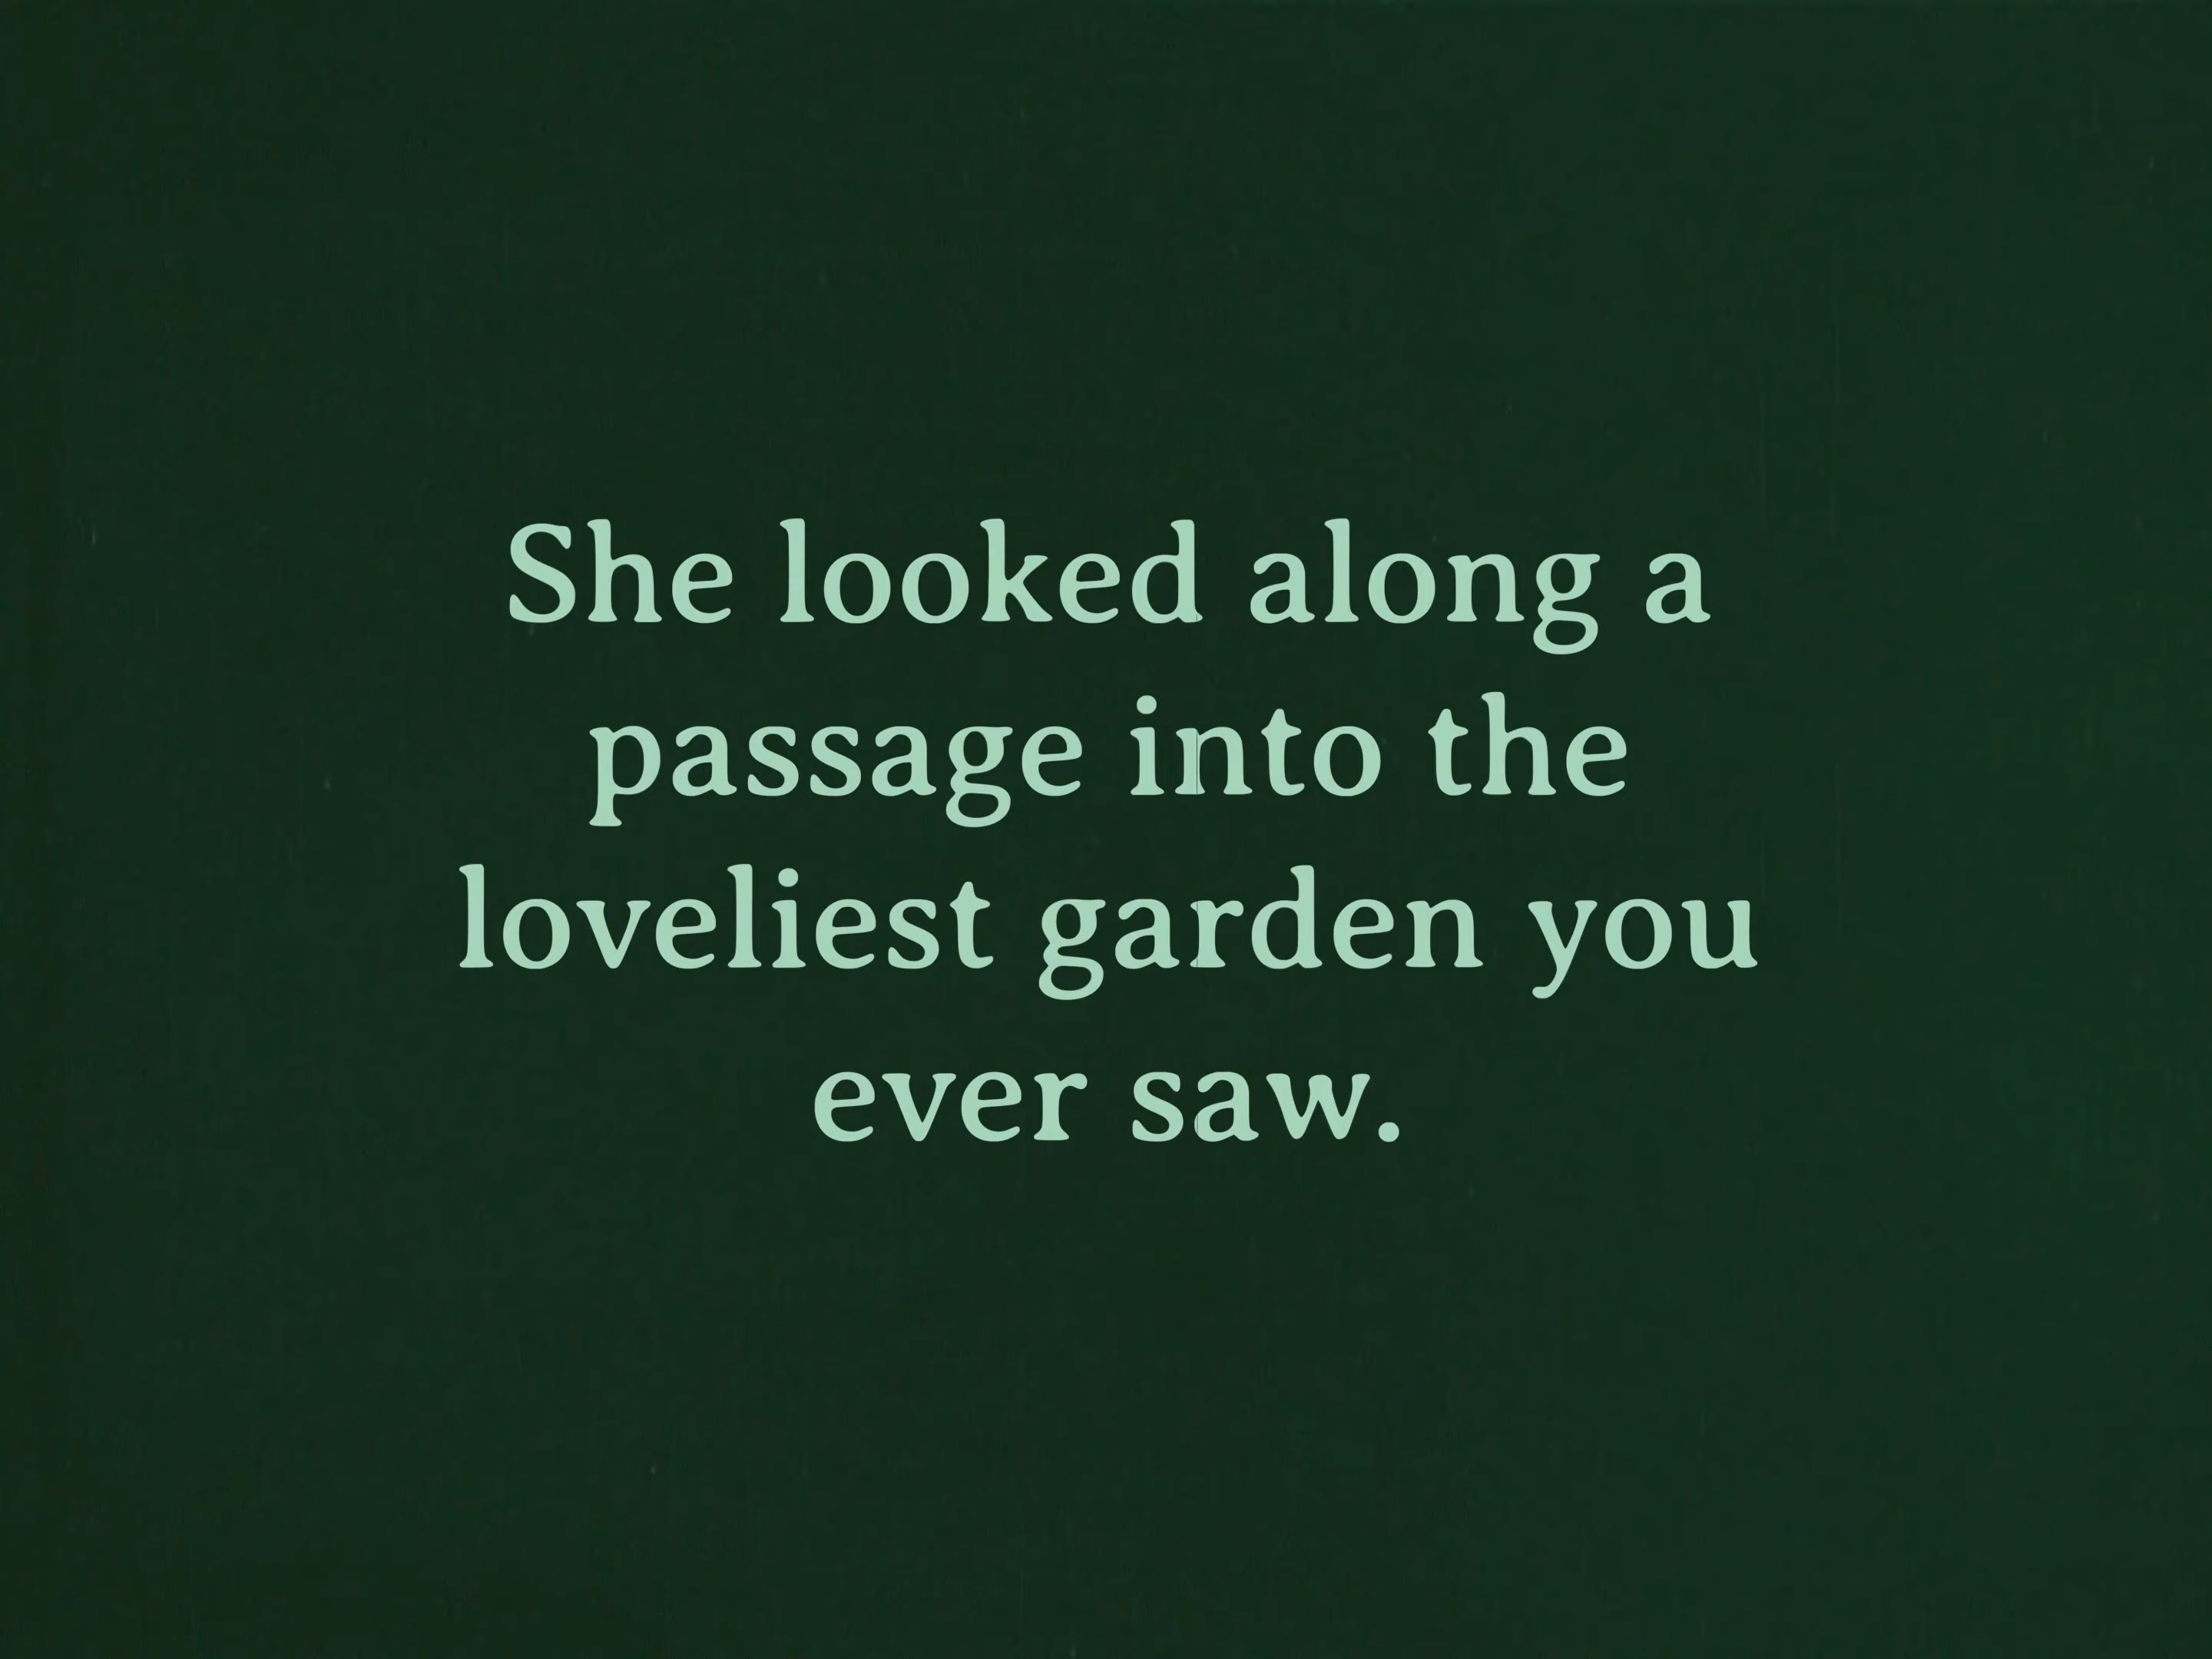 She looked along a
passage into the
loveliest garden you
ever saw.